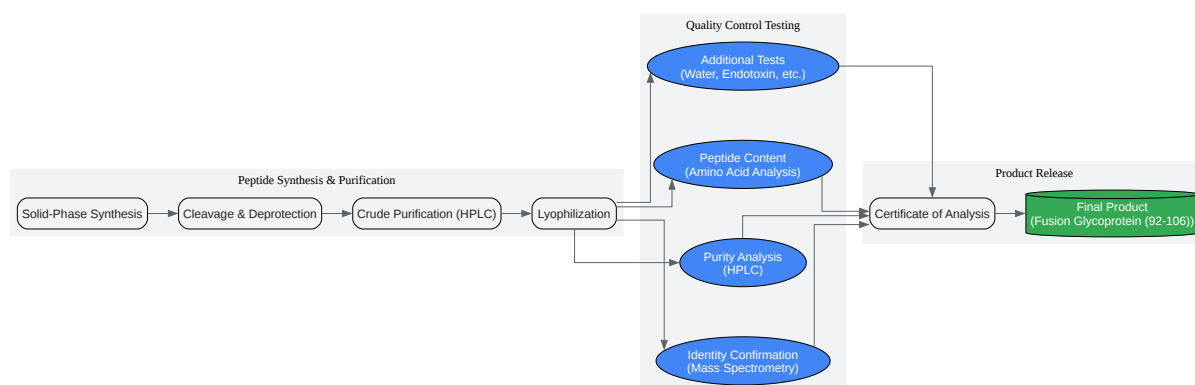 Quality Control Testing
Additional Tests
(Water, Endotoxin, etc.)
Peptide Content
(Amino Acid Analysis)
Purity Analysis
(HPLC)
Identity Confirmation
(Mass Spectrometry)
Peptide Synthesis & Purification
Solid-Phase Synthesis
Cleavage & Deprotection
Crude Purification (HPLC)
Lyophilization
Product Release
Certificate of Analysis
Final Product
(Fusion Glycoprotein (92-106))